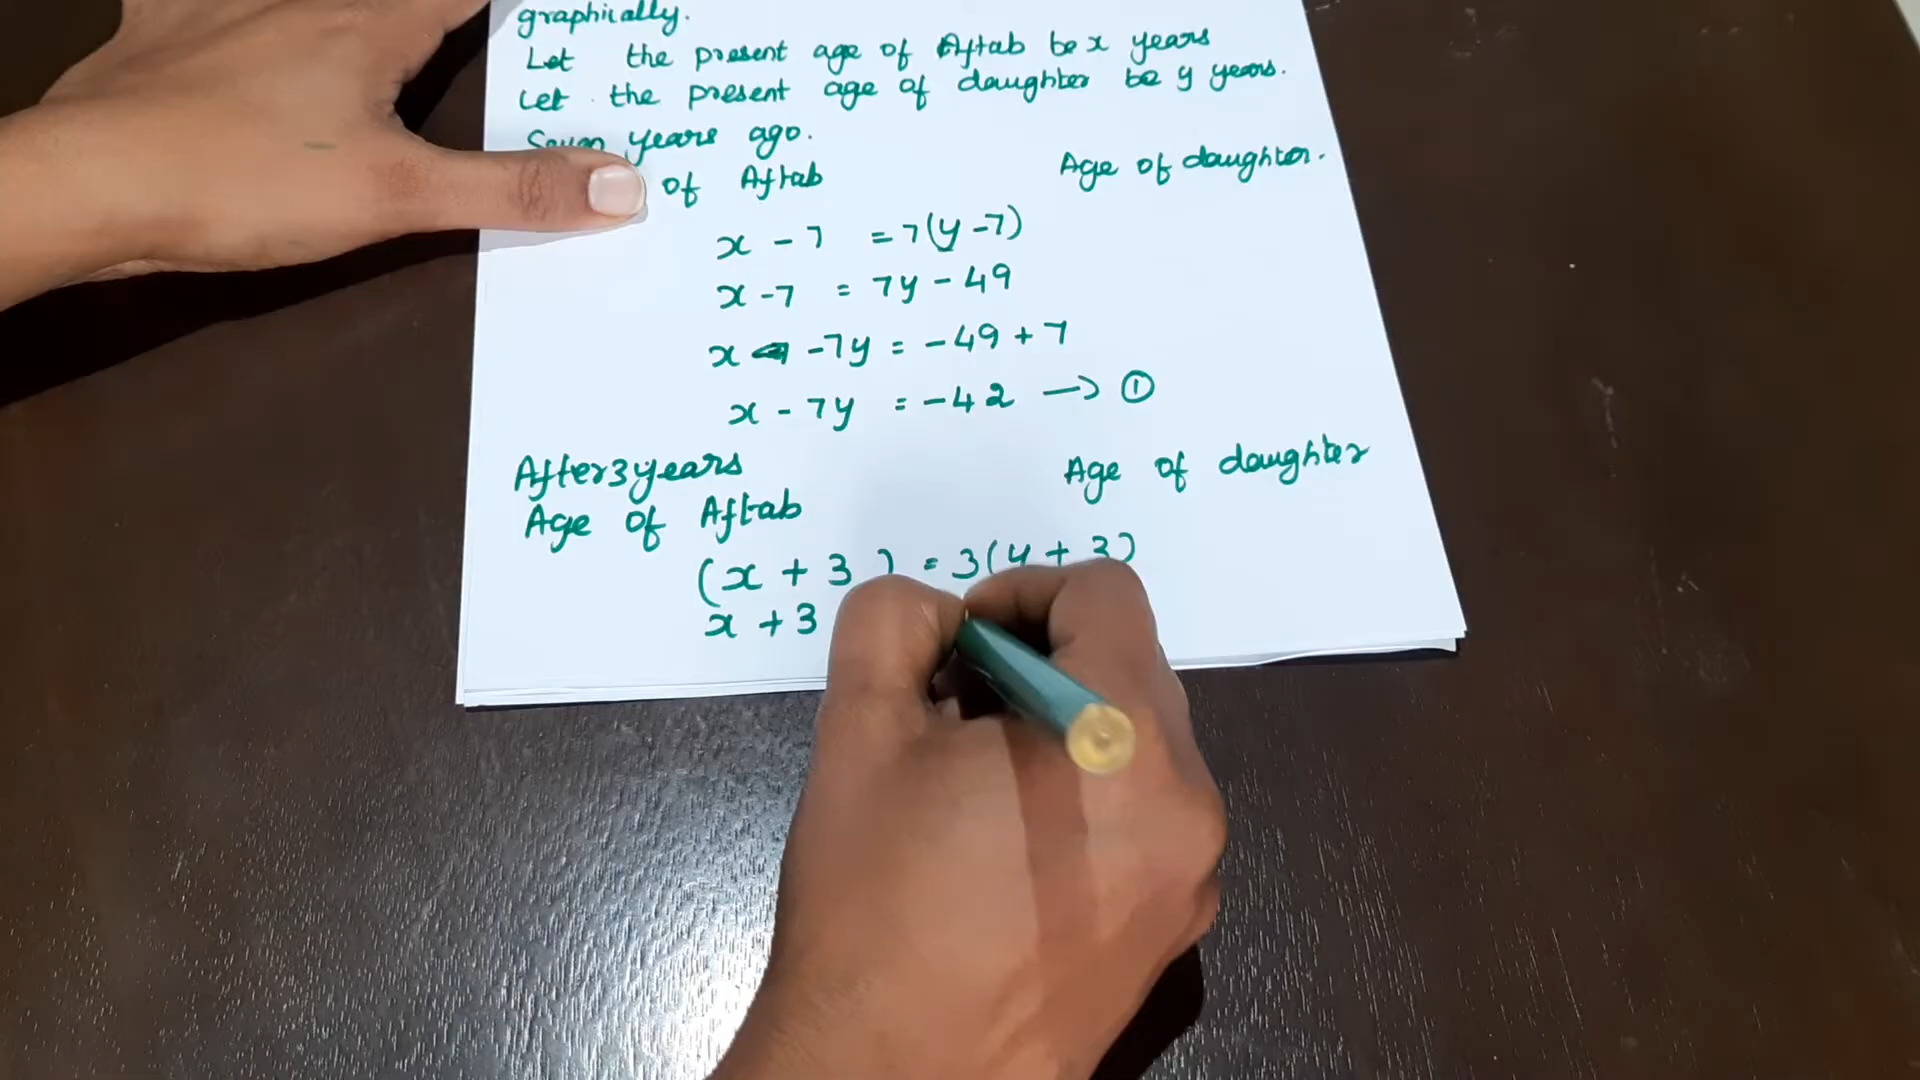 graphically.
Let the present age of Aftab be x years
Let the present age of daughter be y years.
Seven years ago.
of Aftab Age of daughter.
x - 7 = 7(y - 7)
x - 7 = 7y - 49
x - 7y = -49 + 7
x - 7y = -42 → ①
After 3 years
Age of Aftab Age of daughter
(x + 3) = 3(y + 3)
x + 3